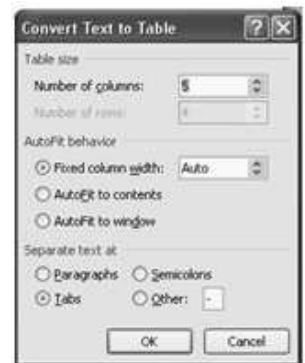 Convert Text to Table
Table size
Number of columns: 5
Number of rows: 4
AutoFit behavior
Fixed column width: Auto
AutoFit to contents
AutoFit to window
Separate text at
Paragraphs Semicolons
Tabs Other: -
OK Cancel